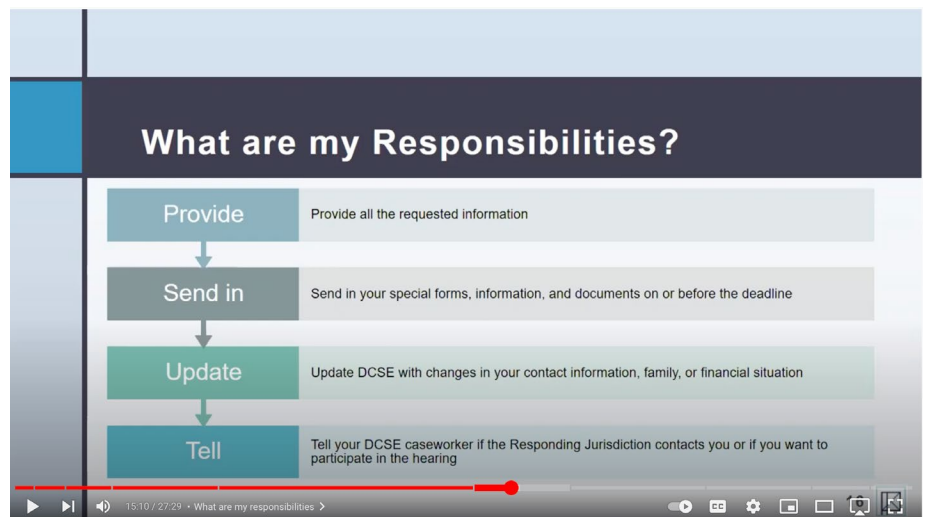 What are my Responsibilities?
Provide
Provide all the requested information
Send in
Send in your special forms, information, and documents on or before the deadline
Update
Update DCSE with changes in your contact information, family, or financial situation
Tell
Tell your DCSE caseworker if the Responding Jurisdiction contacts you or if you want to
participate in the hearing
15:10 / 27:29 • What are my responsibilities >
CC